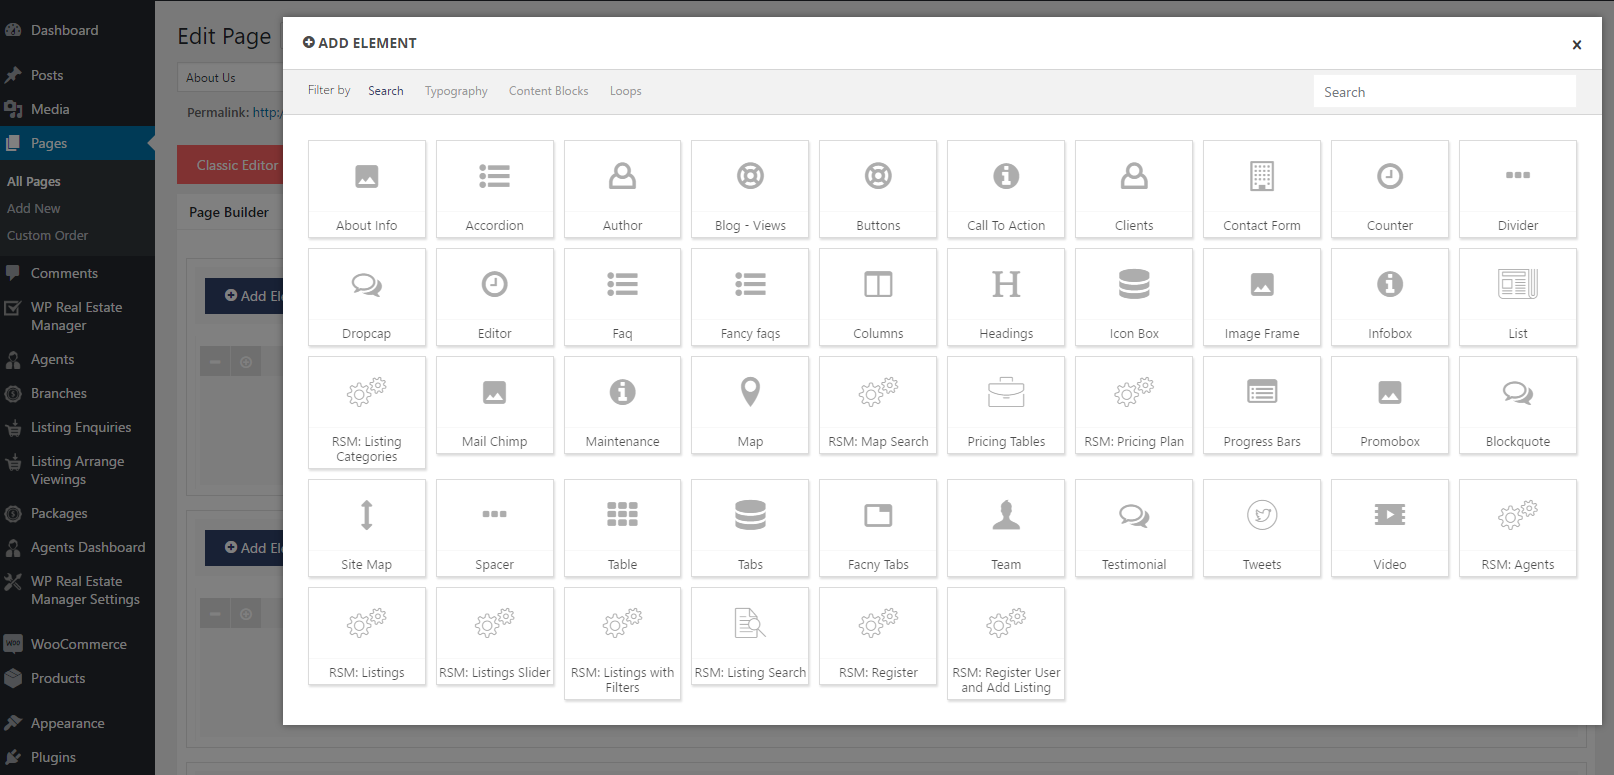 Dashboard
Posts
Media
Pages
All Pages
Add New
Custom Order
Comments
WP Real Estate
Manager
Agents
Branches
Listing Enquiries
Listing Arrange
Viewings
Packages
Agents Dashboard
WP Real Estate
Manager Settings
WooCommerce
Products
Appearance
Plugins
Edit Page
About Us
Permalink: http:/
Classic Editor
Page Builder
Add El
Add El
ADD ELEMENT
x
Filter by Search Typography Content Blocks Loops
Search
About Info Accordion Author Blog - Views Buttons Call To Action Clients Contact Form Counter Divider
Dropcap Editor Faq Fancy faqs Columns Headings Icon Box Image Frame Infobox List
RSM: Listing
Categories
Mail Chimp Maintenance Map RSM: Map Search Pricing Tables RSM: Pricing Plan Progress Bars Promobox Blockquote
Site Map Spacer Table Tabs Facny Tabs Team Testimonial Tweets Video RSM: Agents
RSM: Listings RSM: Listings Slider
RSM: Listings with
Filters
RSM: Listing Search RSM: Register
RSM: Register User
and Add Listing